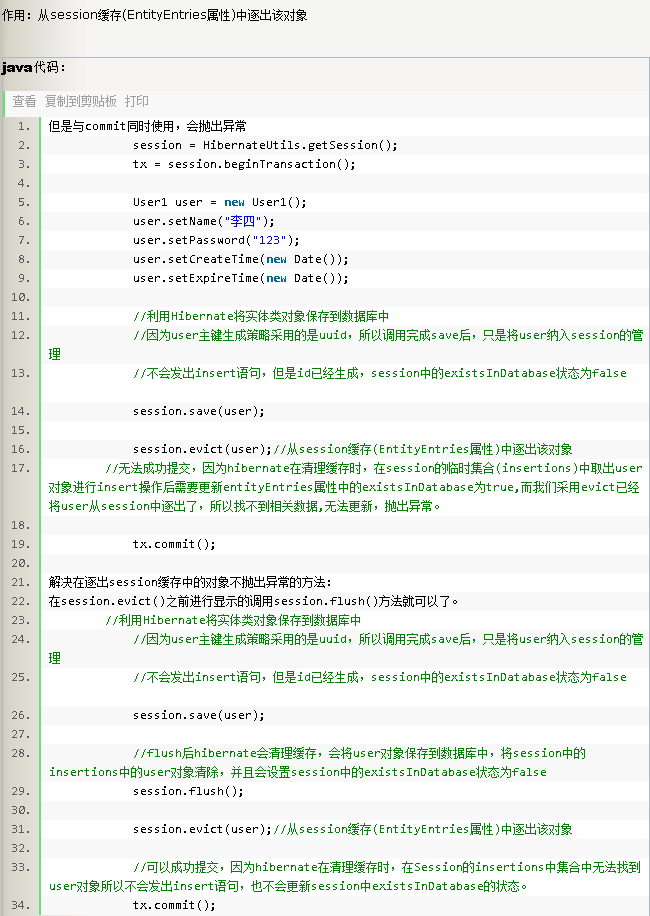 作用：从session缓存(EntityEntries属性)中逐出该对象
java代码：
查看 复制到剪贴板 打印
1. 但是与commit同时使用，会抛出异常
2. session = HibernateUtils.getSession();
3. tx = session.beginTransaction();
4.
5. User1 user = new User1();
6. user.setName("李四");
7. user.setPassword("123");
8. user.setCreateTime(new Date());
9. user.setExpireTime(new Date());
10.
11. //利用Hibernate将实体类对象保存到数据库中
12. //因为user主键生成策略采用的是uuid，所以调用完成save后，只是将user纳入session的管
理
13. //不会发出insert语句，但是id已经生成，session中的existsInDatabase状态为false
14. session.save(user);
15.
16. session.evict(user);//从session缓存(EntityEntries属性)中逐出该对象
17. //无法成功提交，因为hibernate在清理缓存时，在session的临时集合(insertions)中取出user
对象进行insert操作后需要更新entityEntries属性中的existsInDatabase为true,而我们采用evict已经
将user从session中逐出了，所以找不到相关数据,无法更新，抛出异常。
18.
19. tx.commit();
20.
21. 解决在逐出session缓存中的对象不抛出异常的方法：
22. 在session.evict()之前进行显示的调用session.flush()方法就可以了。
23. //利用Hibernate将实体类对象保存到数据库中
24. //因为user主键生成策略采用的是uuid，所以调用完成save后，只是将user纳入session的管
理
25. //不会发出insert语句，但是id已经生成，session中的existsInDatabase状态为false
26. session.save(user);
27.
28. //flush后hibernate会清理缓存，会将user对象保存到数据库中，将session中的
insertions中的user对象清除，并且会设置session中的existsInDatabase状态为false
29. session.flush();
30.
31. session.evict(user);//从session缓存(EntityEntries属性)中逐出该对象
32.
33. //可以成功提交，因为hibernate在清理缓存时，在Session的insertions中集合中无法找到
user对象所以不会发出insert语句，也不会更新session中existsInDatabase的状态。
34. tx.commit();